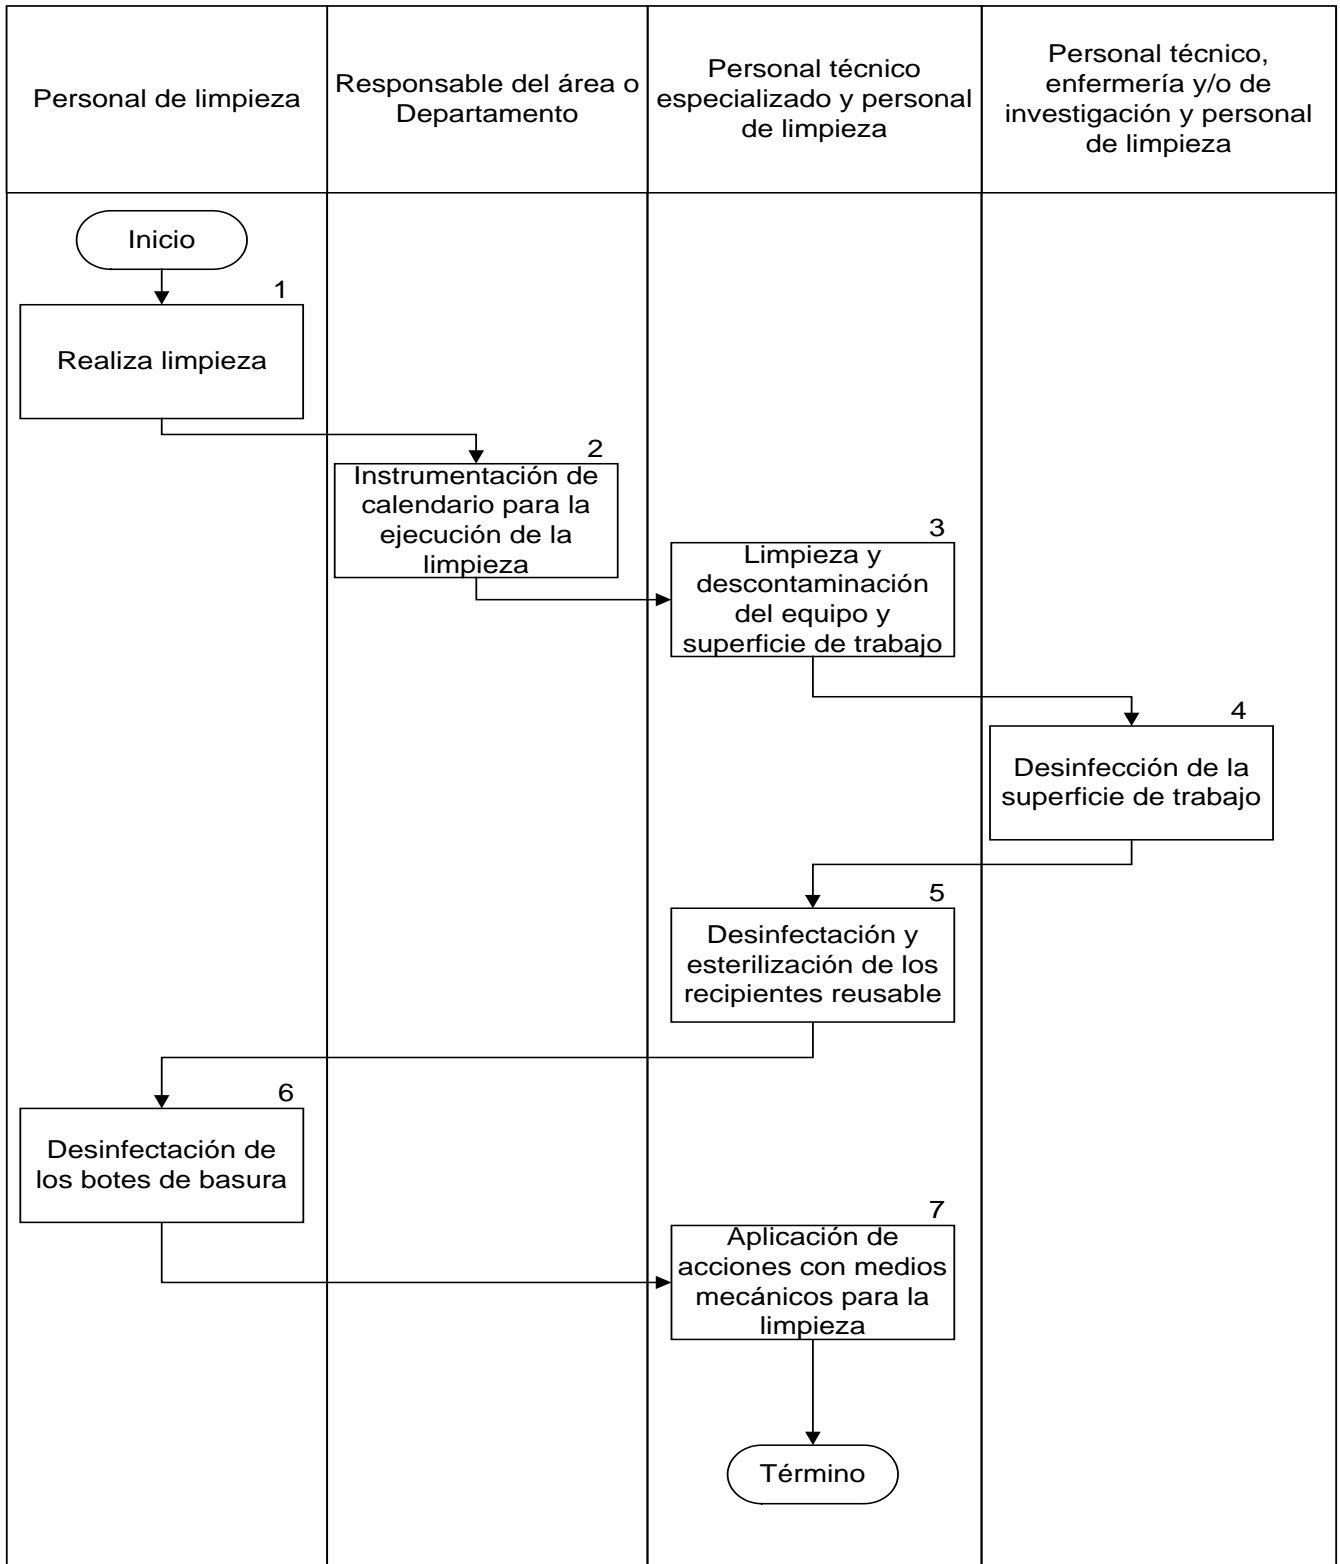 Personal de limpieza
Responsable del área o
Departamento
Personal técnico
especializado y personal
de limpieza
Personal técnico,
enfermería y/o de
investigación y personal
de limpieza
Inicio
1
Realiza limpieza
2
Instrumentación de
calendario para la
ejecución de la
limpieza
3
Limpieza y
descontaminación
del equipo y
superficie de trabajo
4
Desinfección de la
superficie de trabajo
5
Desinfectación y
esterilización de los
recipientes reusable
6
Desinfectación de
los botes de basura
7
Aplicación de
acciones con medios
mecánicos para la
limpieza
Término